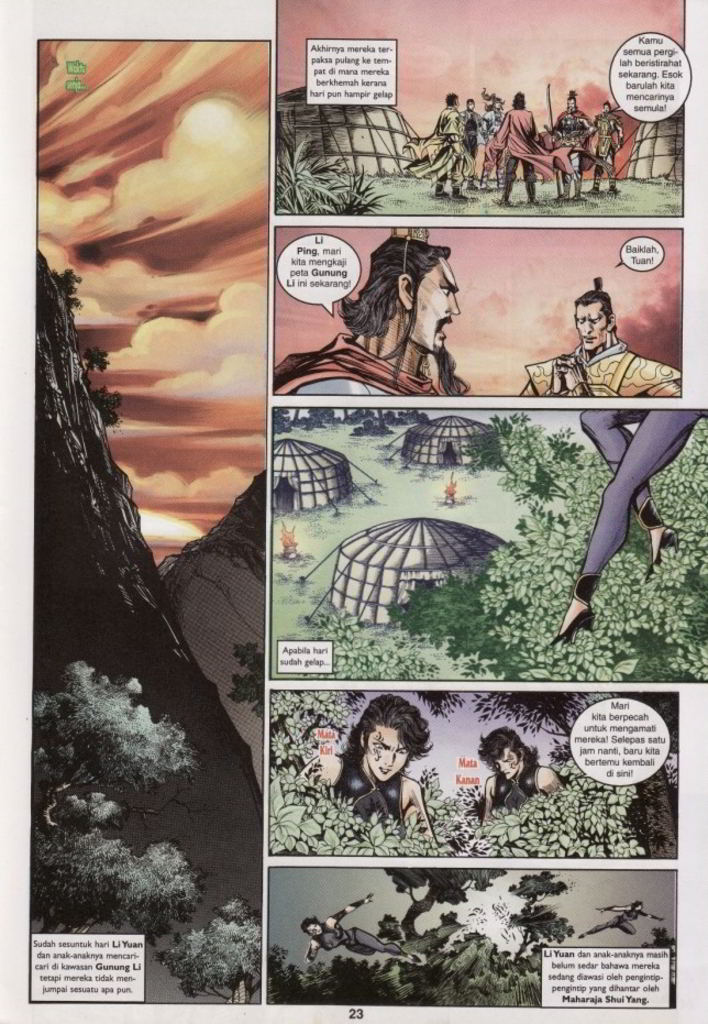 Waktu
senja...
Sudah sesuntuk hari Li Yuan
dan anak-anaknya mencari-
cari di kawasan Gunung Li
tetapi mereka tidak men-
jumpai sesuatu apa pun.
Akhirnya mereka ter-
paksa pulang ke tem-
pat di mana mereka
berkhemah kerana
hari pun hampir gelap
Kamu
semua pergi-
lah beristirahat
sekarang. Esok
barulah kita
mencarinya
semula!
Li
Ping, mari
kita mengkaji
peta Gunung
Li ini sekarang!
Baiklah,
Tuan!
Apabila hari
sudah gelap...
Mata
Kiri
Mata
Kanan
Mari
kita berpecah
untuk mengamati
mereka! Selepas satu
jam nanti, baru kita
bertemu kembali
di sini!
Li Yuan dan anak-anaknya masih
belum sedar bahawa mereka
sedang diawasi oleh pengintip-
pengintip yang dihantar oleh
Maharaja Shui Yang.
23